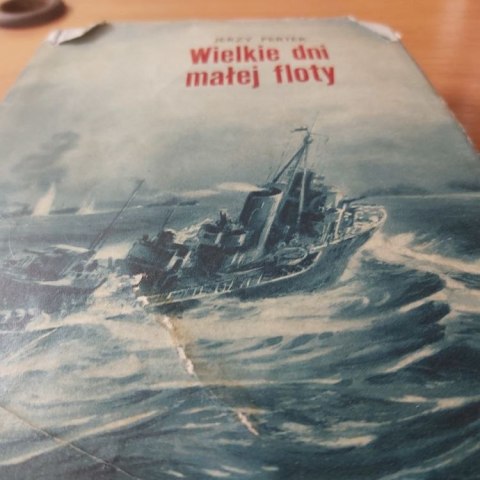 JERZY PERTEK
Wielkie dni
małej floty